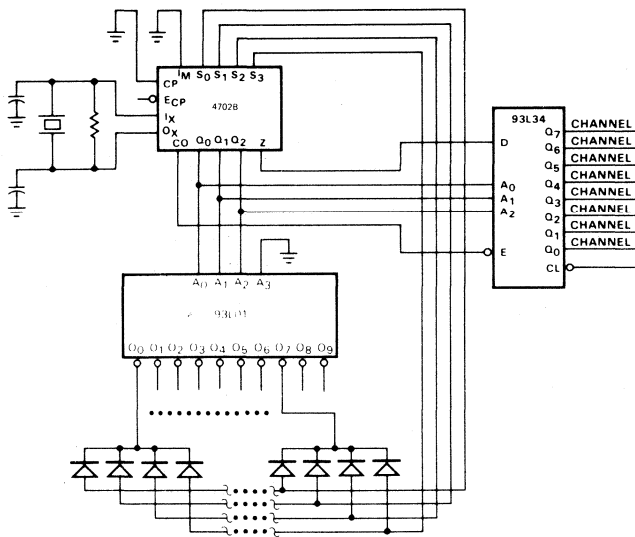 IM S0 S1 S2 S3
CP
ECP
IX
OX
4702B
CO Q0 Q1 Q2 Z
93L34
D
A0
A1
A2
E
Q7 CHANNEL
Q6 CHANNEL
Q5 CHANNEL
Q4 CHANNEL
Q3 CHANNEL
Q2 CHANNEL
Q1 CHANNEL
Q0 CHANNEL
CL
A0 A1 A2 A3
93L01
O0 O1 O2 O3 O4 O5 O6 O7 O8 O9